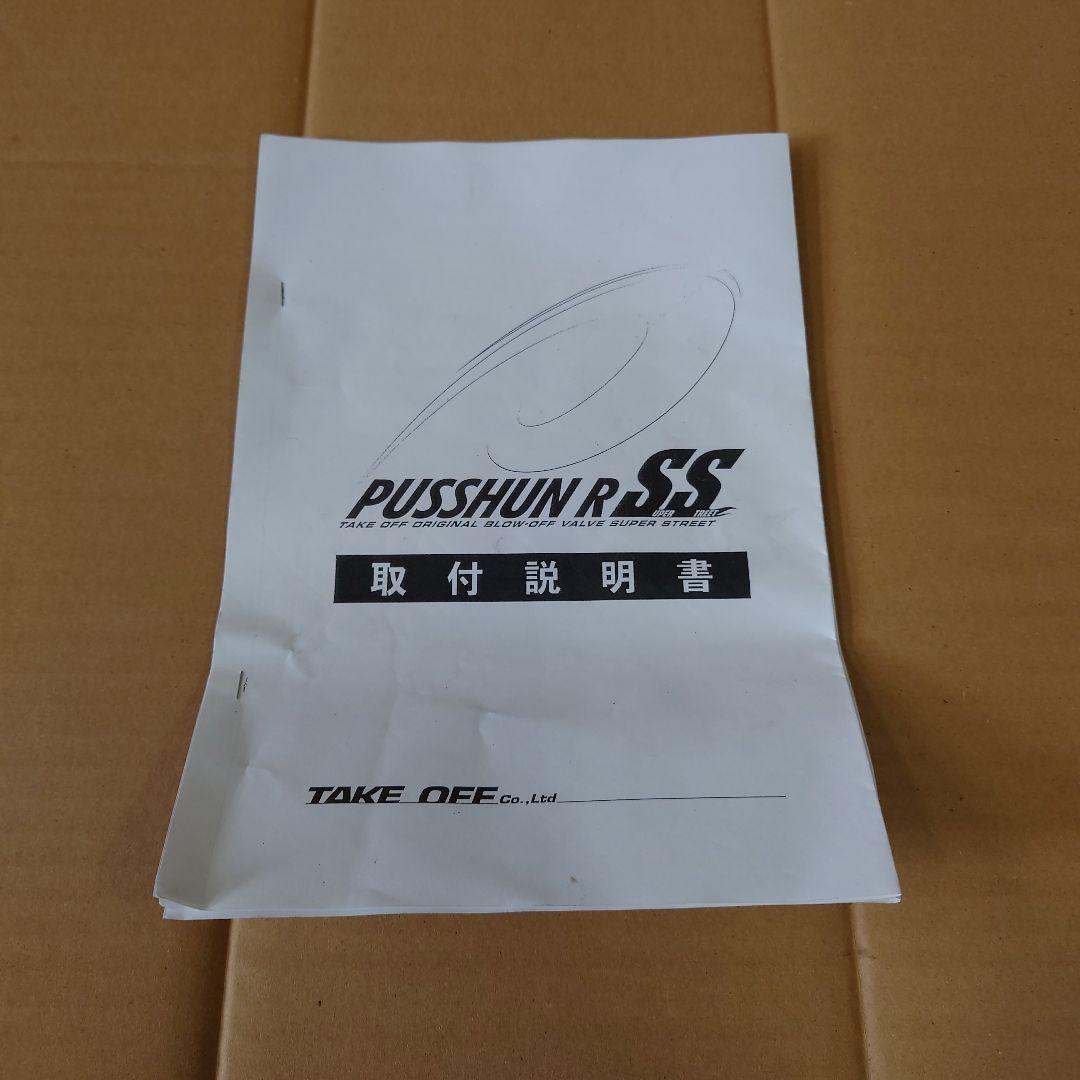 PUSSHUN R SS
UPER TREET
TAKE OFF ORIGINAL BLOW-OFF VALVE SUPER STREET
取付説明書
TAKE OFF Co.,Ltd